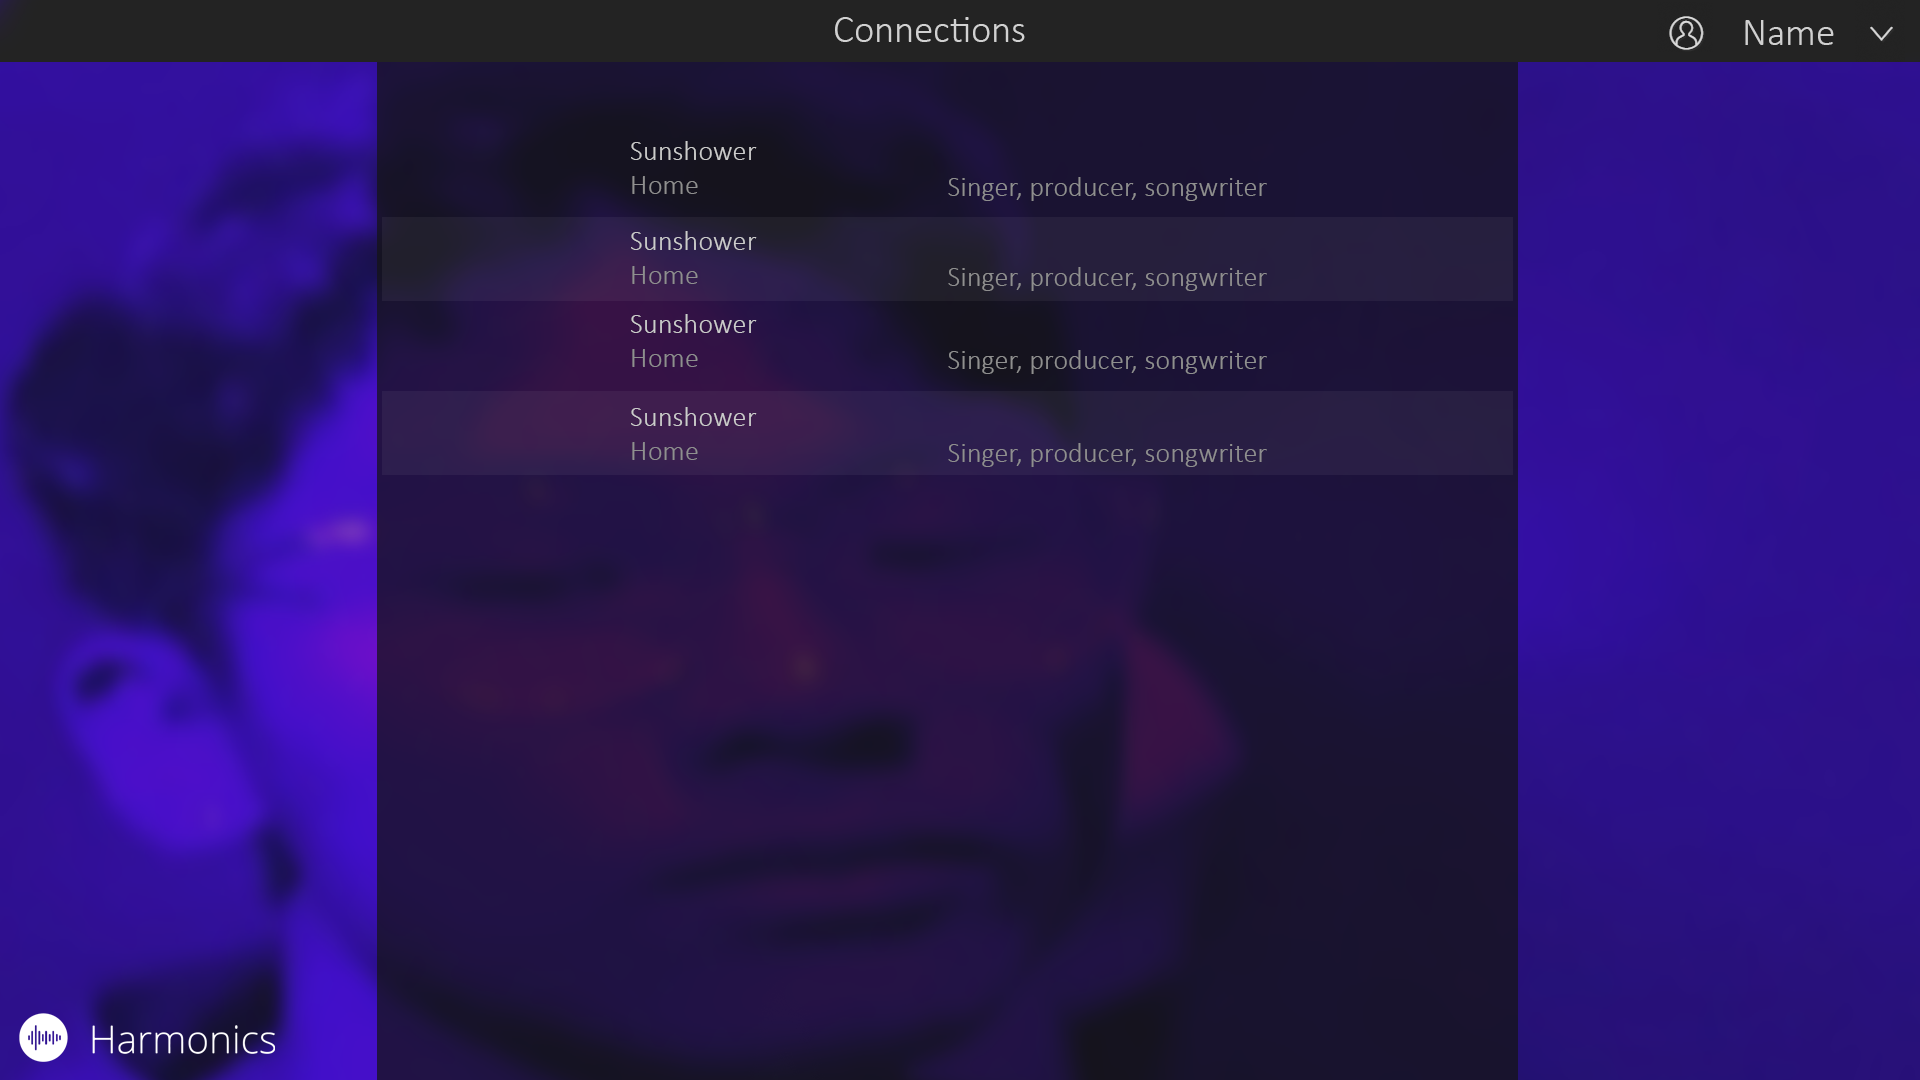 Connections
Name
Sunshower
Home
Singer, producer, songwriter
Sunshower
Home
Singer, producer, songwriter
Sunshower
Home
Singer, producer, songwriter
Sunshower
Home
Singer, producer, songwriter
Harmonics